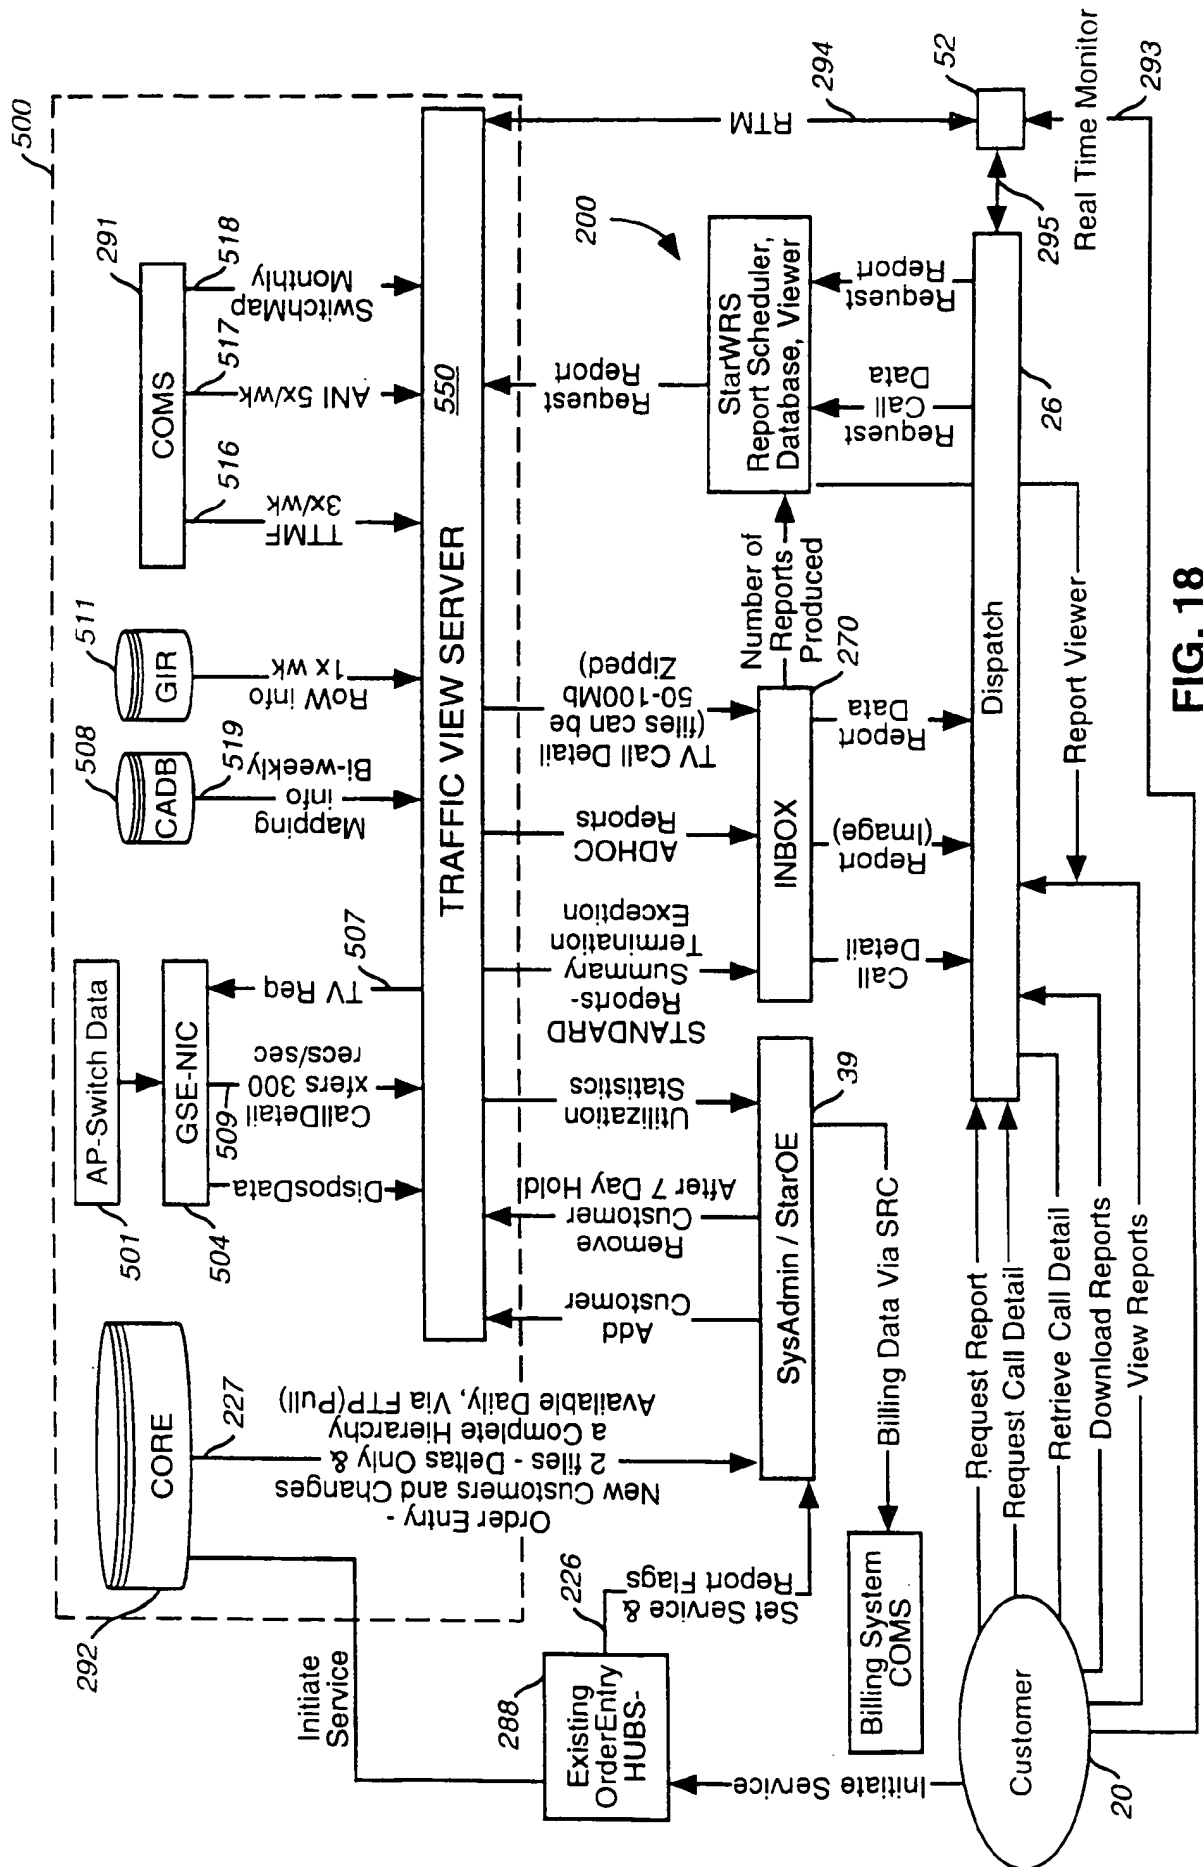 500
292
CORE
227
Order Entry -
New Customers and Changes
2 files - Deltas Only &
a Complete Hierarchy
Available Daily, Via FTP(Pull)
501
AP-Switch Data
504
GSE-NIC
509
DisposData
CallDetail
xfers 300
recs/sec
TV Req
507
508
CADB
519
Mapping
info
Bi-weekly
511
GIR
RoW info
1x wk
291
COMS
516
TTMF
3x/wk
517
ANI 5x/wk
518
SwitchMap
Monthly
TRAFFIC VIEW SERVER
550
Initiate
Service
288
Existing
OrderEntry
HUBS-
226
Set Service &
Report Flags
Add
Customer
Remove
Customer
After 7 Day Hold
Utilization
Statistics
SysAdmin / StarOE
39
Billing Data Via SRC
Billing System
COMS
STANDARD
Reports-
Summary
Termination
Exception
ADHOC
Reports
TV Call Detail
(files can be
50-100Mb
Zipped)
INBOX
270
Number of
Reports
Produced
Call
Detail
Report
(Image)
Report
Data
Request
Report
200
StarWRS
Report Scheduler,
Database, Viewer
Request
Call
Data
Request
Report
RTM
294
52
295
Dispatch
26
Real Time Monitor
293
Report Viewer
Initiate Service
Customer
20
Request Report
Request Call Detail
Retrieve Call Detail
Download Reports
View Reports
FIG. 18